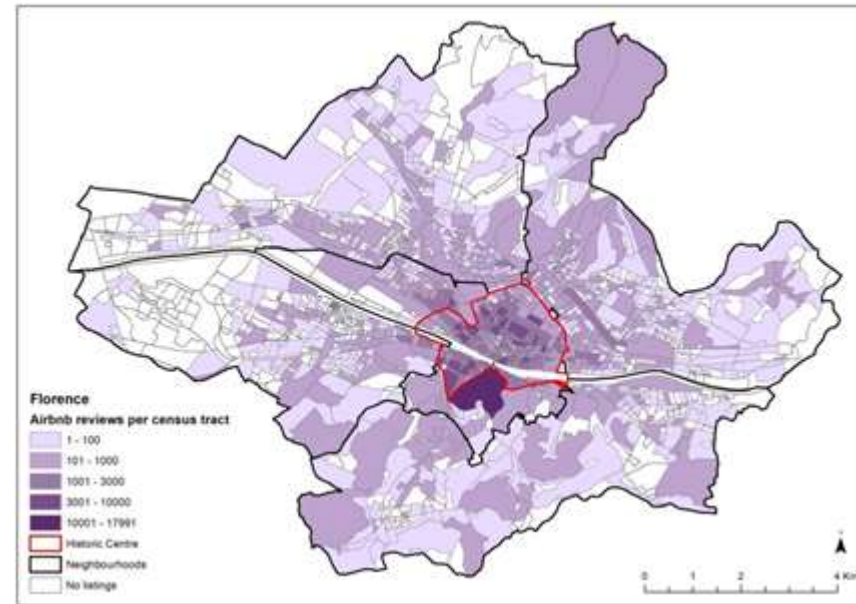 Florence
Airbnb reviews per census tract
1 - 100
101 - 1000
1001 - 3000
3001 - 10000
10001 - 17991
Historic Centre
Neighbourhoods
No listings
0 1 2 4 Km